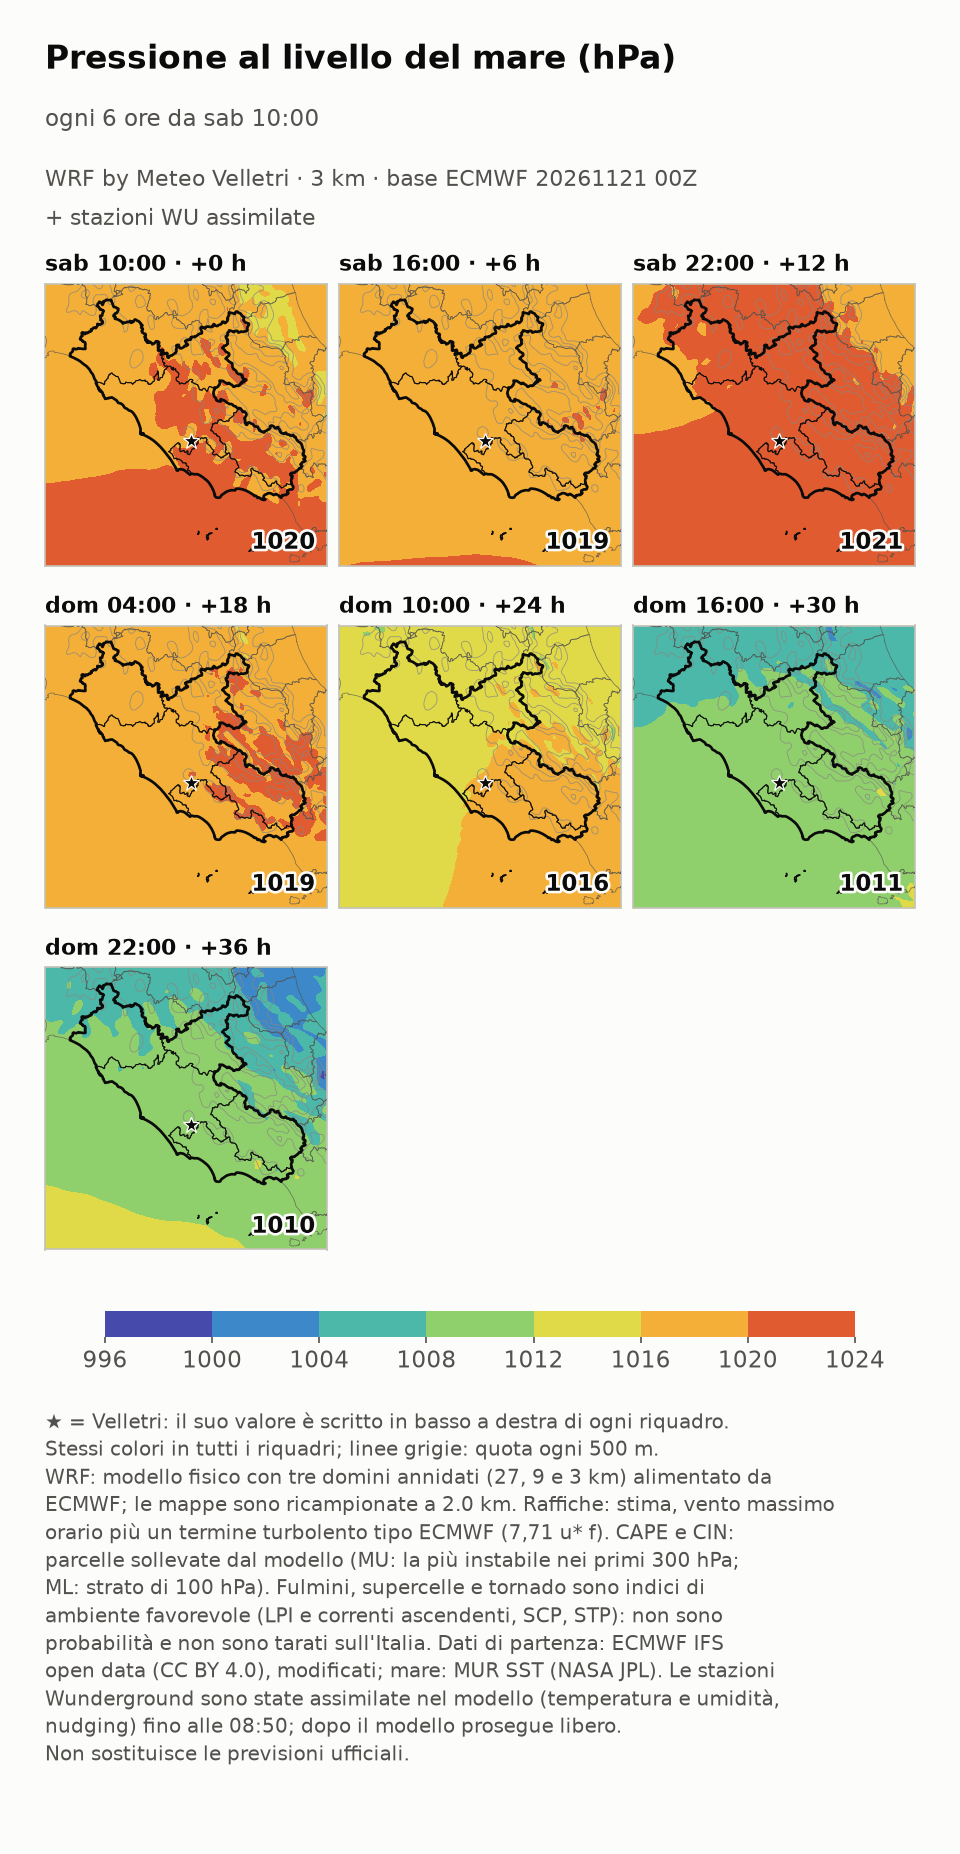 Pressione al livello del mare (hPa)
ogni 6 ore da sab 10:00
WRF by Meteo Velletri · 3 km · base ECMWF 20261121 00Z
+ stazioni WU assimilate
sab 10:00 · +0 h
sab 16:00 · +6 h
sab 22:00 · +12 h
1020
1019
1021
dom 04:00 · +18 h
dom 10:00 · +24 h
dom 16:00 · +30 h
1019
1016
1011
dom 22:00 · +36 h
1010
996 1000 1004 1008 1012 1016 1020 1024
★ = Velletri: il suo valore è scritto in basso a destra di ogni riquadro.
Stessi colori in tutti i riquadri; linee grigie: quota ogni 500 m.
WRF: modello fisico con tre domini annidati (27, 9 e 3 km) alimentato da
ECMWF; le mappe sono ricampionate a 2.0 km. Raffiche: stima, vento massimo
orario più un termine turbolento tipo ECMWF (7,71 u* f). CAPE e CIN:
parcelle sollevate dal modello (MU: la più instabile nei primi 300 hPa;
ML: strato di 100 hPa). Fulmini, supercelle e tornado sono indici di
ambiente favorevole (LPI e correnti ascendenti, SCP, STP): non sono
probabilità e non sono tarati sull'Italia. Dati di partenza: ECMWF IFS
open data (CC BY 4.0), modificati; mare: MUR SST (NASA JPL). Le stazioni
Wunderground sono state assimilate nel modello (temperatura e umidità,
nudging) fino alle 08:50; dopo il modello prosegue libero.
Non sostituisce le previsioni ufficiali.